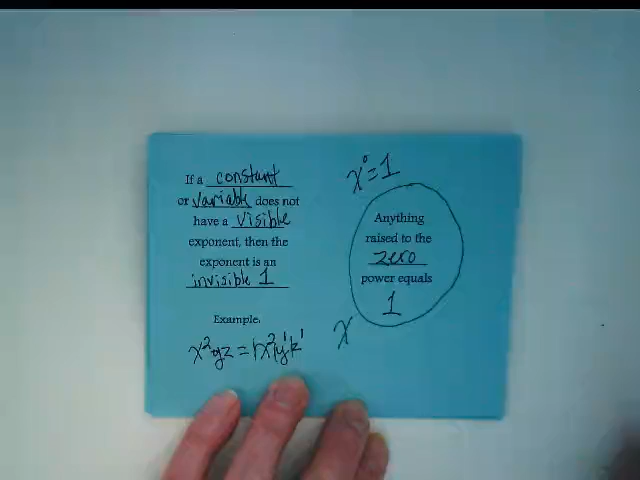 If a constant
or variable does not
have a visible
exponent, then the
exponent is an
invisible 1
Example.
x²yz = 1x²y¹z¹
x⁰=1
Anything
raised to the
zero
power equals
1
x